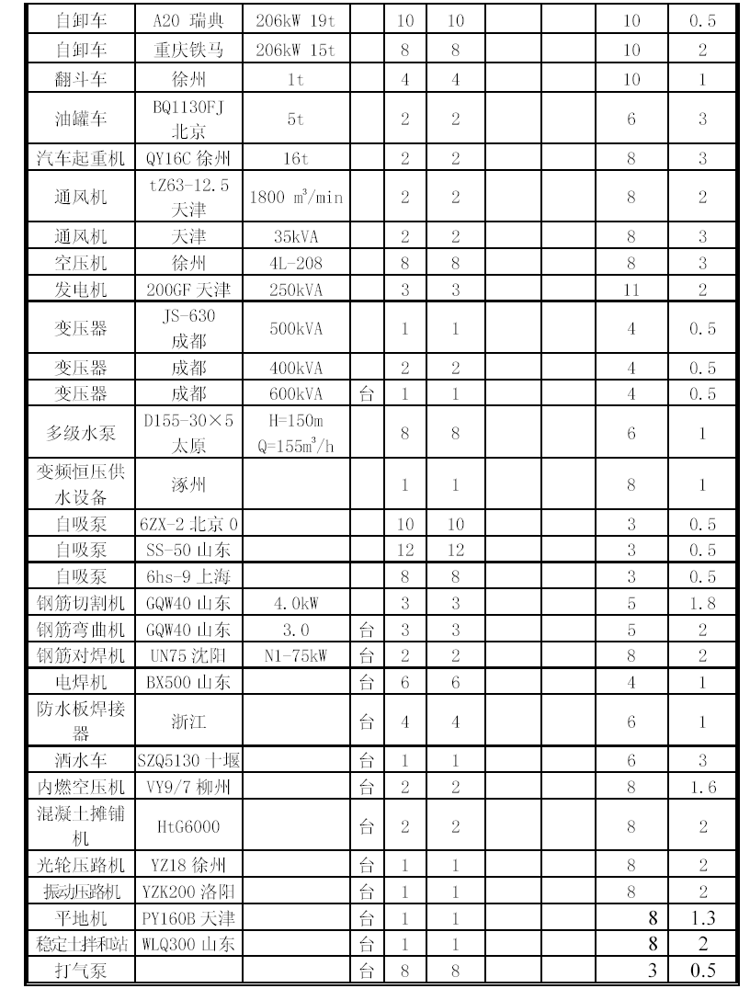 自卸车 A20 瑞典 206kW 19t 10 10 10 0.5
自卸车 重庆铁马 206kW 15t 8 8 10 2
翻斗车 徐州 1t 4 4 10 1
油罐车 BQ1130FJ 北京 5t 2 2 6 3
汽车起重机 QY16C 徐州 16t 2 2 8 3
通风机 tZ63-12.5 天津 1800 m³/min 2 2 8 2
通风机 天津 35kVA 2 2 8 3
空压机 徐州 4L-208 8 8 8 3
发电机 200GF 天津 250kVA 3 3 11 2
变压器 JS-630 成都 500kVA 1 1 4 0.5
变压器 成都 400kVA 2 2 4 0.5
变压器 成都 600kVA 台 1 1 4 0.5
多级水泵 D155-30×5 太原 H=150m Q=155m³/h 8 8 6 1
变频恒压供水设备 涿州 1 1 8 1
自吸泵 6ZX-2 北京 0 10 10 3 0.5
自吸泵 SS-50 山东 12 12 3 0.5
自吸泵 6hs-9 上海 8 8 3 0.5
钢筋切割机 GQW40 山东 4.0kW 3 3 5 1.8
钢筋弯曲机 GQW40 山东 3.0 台 3 3 5 2
钢筋对焊机 UN75 沈阳 N1-75kW 台 2 2 8 2
电焊机 BX500 山东 台 6 6 4 1
防水板焊接器 浙江 台 4 4 6 1
洒水车 SZQ5130 十堰 台 1 1 6 3
内燃空压机 VY9/7 柳州 台 2 2 8 1.6
混凝土摊铺机 HtG6000 台 2 2 8 2
光轮压路机 YZ18 徐州 台 1 1 8 2
振动压路机 YZK200 洛阳 台 1 1 8 2
平地机 PY160B 天津 台 1 1 8 1.3
稳定土拌和站 WLQ300 山东 台 1 1 8 2
打气泵 台 8 8 3 0.5